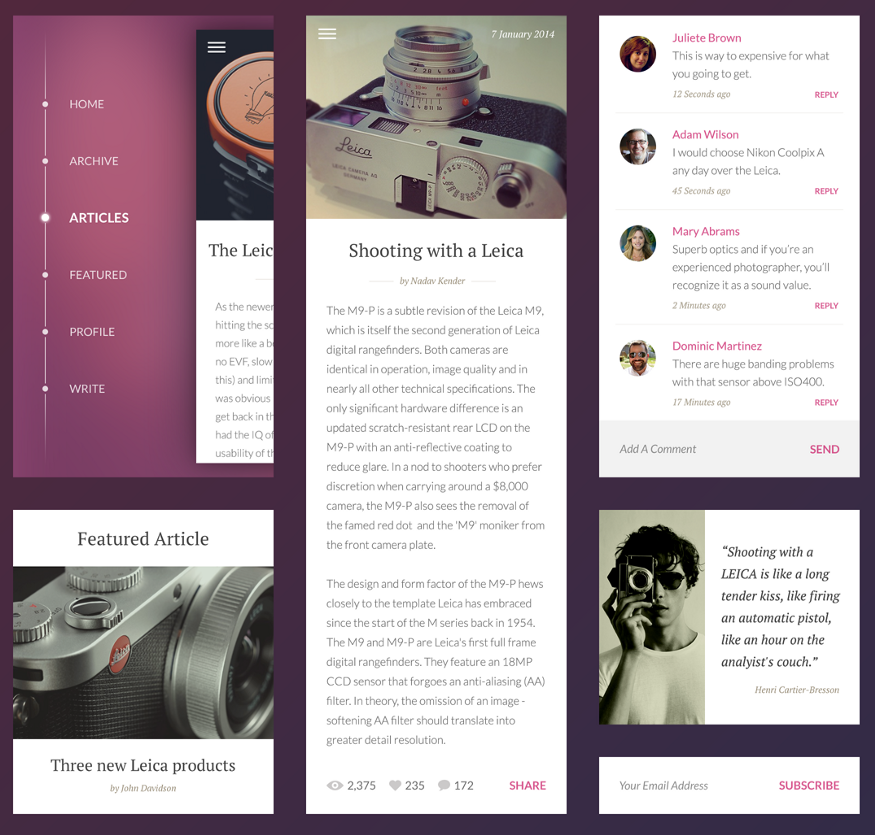 HOME
ARCHIVE
ARTICLES
FEATURED
PROFILE
WRITE
The Leic
As the newer
hitting the sc
more like a be
no EVF, slow
this) and limi
was obvious
get back in th
had the IQ of
usability of th
Featured Article
Leica
Three new Leica products
by John Davidson
7 January 2014
Leica
LEICA CAMERA AG
GERMANY
Shooting with a Leica
by Nadav Kender
The M9-P is a subtle revision of the Leica M9,
which is itself the second generation of Leica
digital rangefinders. Both cameras are
identical in operation, image quality and in
nearly all other technical specifications. The
only significant hardware difference is an
updated scratch-resistant rear LCD on the
M9-P with an anti-reflective coating to
reduce glare. In a nod to shooters who prefer
discretion when carrying around a $8,000
camera, the M9-P also sees the removal of
the famed red dot  and the 'M9' moniker from
the front camera plate.
The design and form factor of the M9-P hews
closely to the template Leica has embraced
since the start of the M series back in 1954.
The M9 and M9-P are Leica's first full frame
digital rangefinders. They feature an 18MP
CCD sensor that forgoes an anti-aliasing (AA)
filter. In theory, the omission of an image -
softening AA filter should translate into
greater detail resolution.
2,375 235 172 SHARE
Juliete Brown
This is way to expensive for what
you going to get.
12 Seconds ago REPLY
Adam Wilson
I would choose Nikon Coolpix A
any day over the Leica.
45 Seconds ago REPLY
Mary Abrams
Superb optics and if you're an
experienced photographer, you'll
recognize it as a sound value.
2 Minutes ago REPLY
Dominic Martinez
There are huge banding problems
with that sensor above ISO400.
17 Minutes ago REPLY
Add A Comment SEND
“Shooting with a
LEICA is like a long
tender kiss, like firing
an automatic pistol,
like an hour on the
analyst's couch.”
Henri Cartier-Bresson
Your Email Address SUBSCRIBE